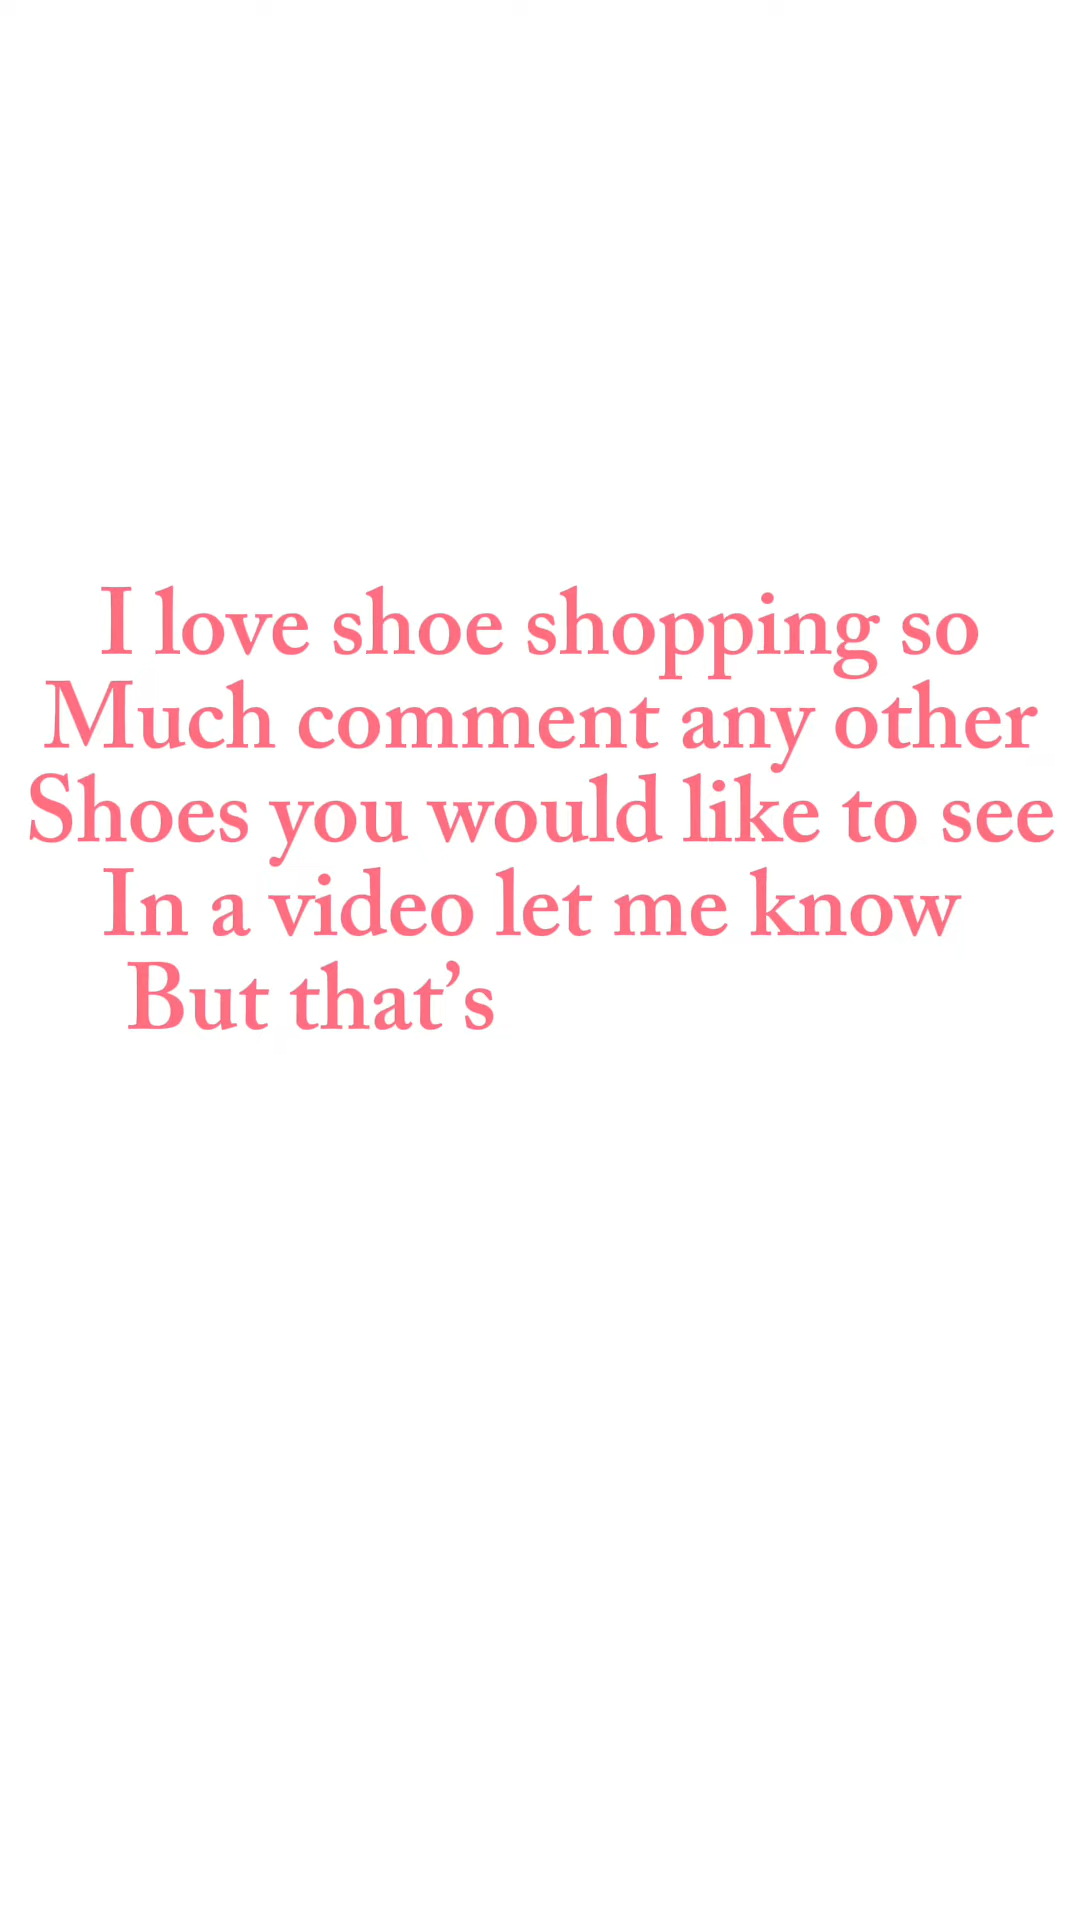 I love shoe shopping so
Much comment any other
Shoes you would like to see
In a video let me know
But that’s